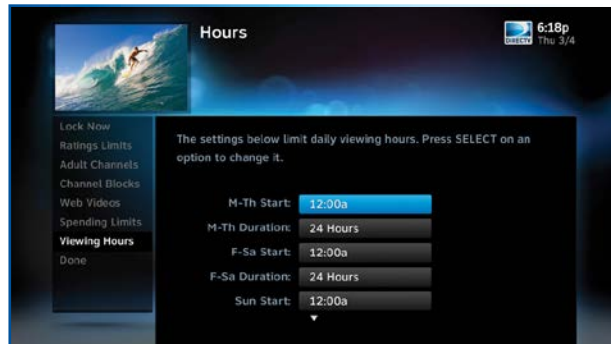 Hours
DIRECTV
6:18p
Thu 3/4
Lock Now
Ratings Limits
Adult Channels
Channel Blocks
Web Videos
Spending Limits
Viewing Hours
Done
The settings below limit daily viewing hours. Press SELECT on an
option to change it.
M-Th Start: 12:00a
M-Th Duration: 24 Hours
F-Sa Start: 12:00a
F-Sa Duration: 24 Hours
Sun Start: 12:00a